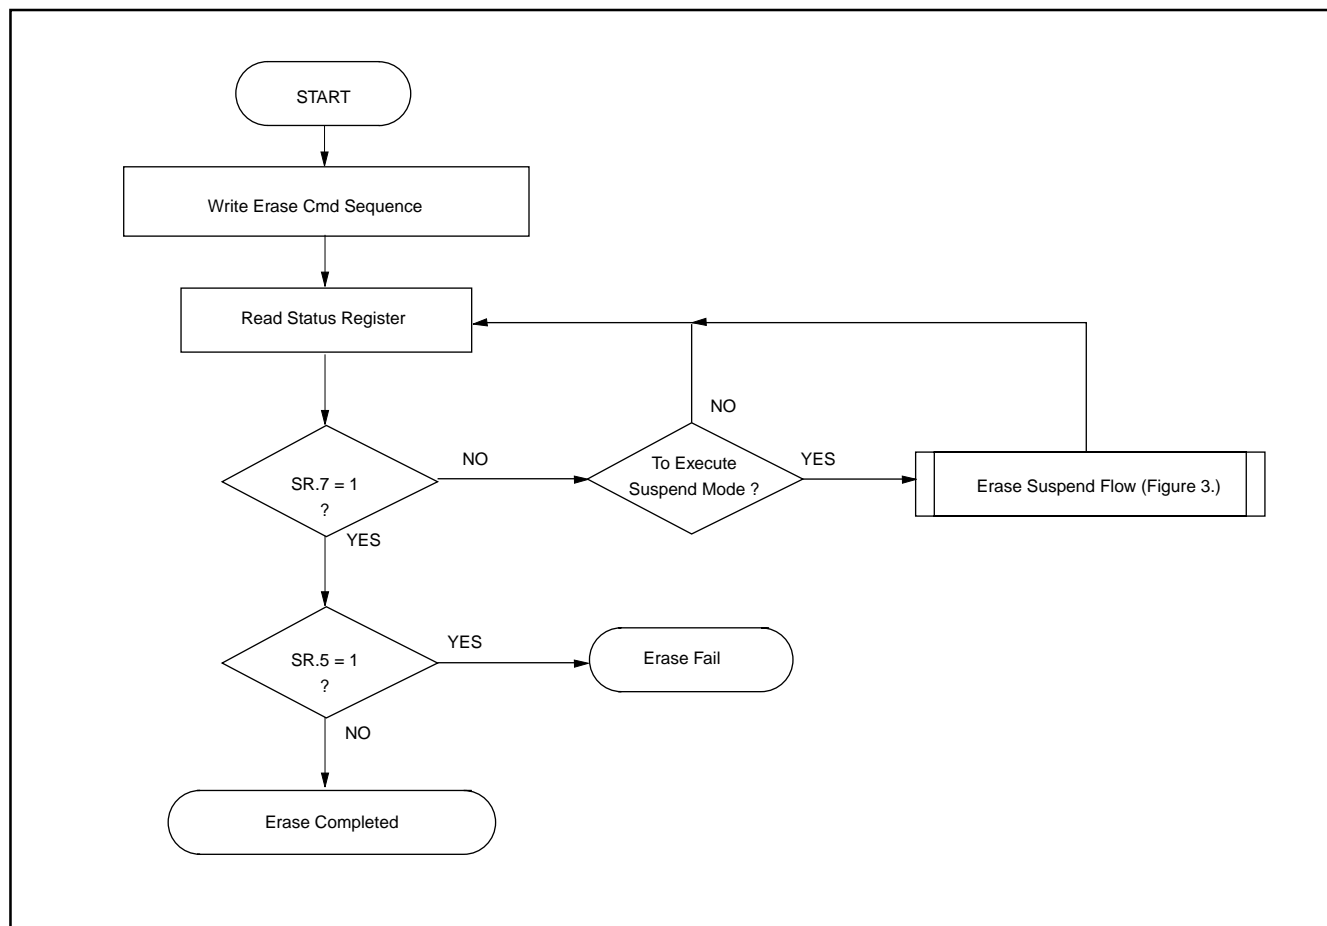 START
Write Erase Cmd Sequence
Read Status Register
NO
SR.7 = 1
?
NO
To Execute
Suspend Mode ?
YES
Erase Suspend Flow (Figure 3.)
YES
SR.5 = 1
?
YES
Erase Fail
NO
Erase Completed